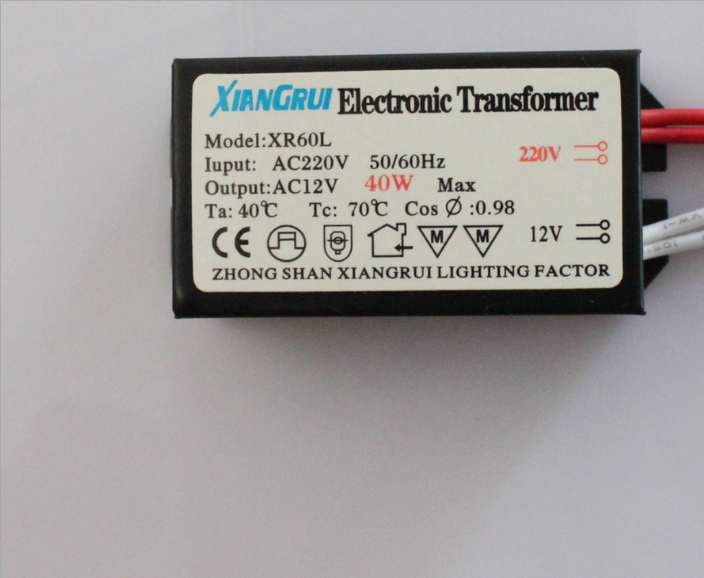 XIANGRUI Electronic Transformer
Model:XR60L
Iuput: AC220V 50/60Hz
220V
Output:AC12V 40W Max
Ta: 40℃ Tc: 70℃ Cos Ø :0.98
CE M M 12V
ZHONG SHAN XIANGRUI LIGHTING FACTOR